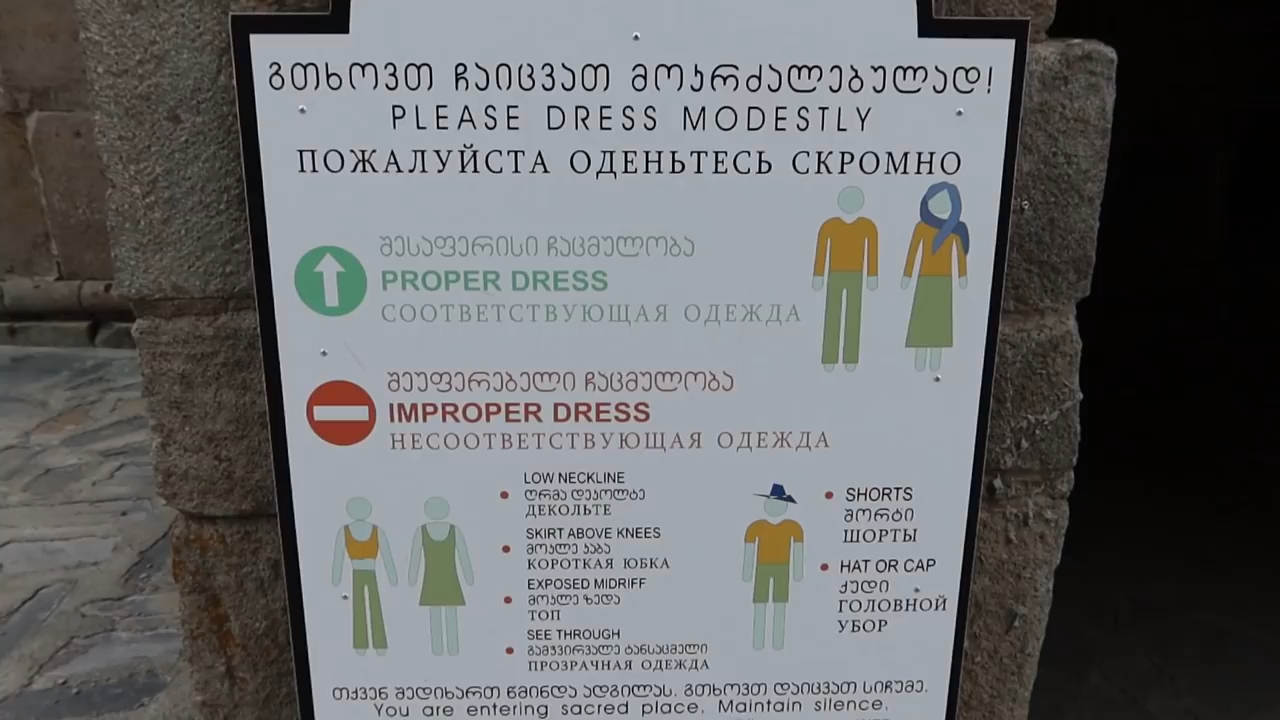 გთხოვთ ჩაიცვათ მოკრძალებულად!
PLEASE DRESS MODESTLY
ПОЖАЛУЙСТА ОДЕНЬТЕСЬ СКРОМНО
შესაფერისი ჩაცმულობა
PROPER DRESS
СООТВЕТСТВУЮЩАЯ ОДЕЖДА
შეუფერებელი ჩაცმულობა
IMPROPER DRESS
НЕСООТВЕТСТВУЮЩАЯ ОДЕЖДА
LOW NECKLINE
ღრმა დეკოლტე
ДЕКОЛЬТЕ
SKIRT ABOVE KNEES
მოკლე კაბა
КОРОТКАЯ ЮБКА
EXPOSED MIDRIFF
მოკლე ზედა
ТОП
SEE THROUGH
გამჭვირვალე ტანსაცმელი
ПРОЗРАЧНАЯ ОДЕЖДА
SHORTS
შორტი
ШОРТЫ
HAT OR CAP
ქუდი
ГОЛОВНОЙ
УБОР
თქვენ შედიხართ წმინდა ადგილას. გთხოვთ დაიცვათ სიჩუმე.
You are entering sacred place. Maintain silence.